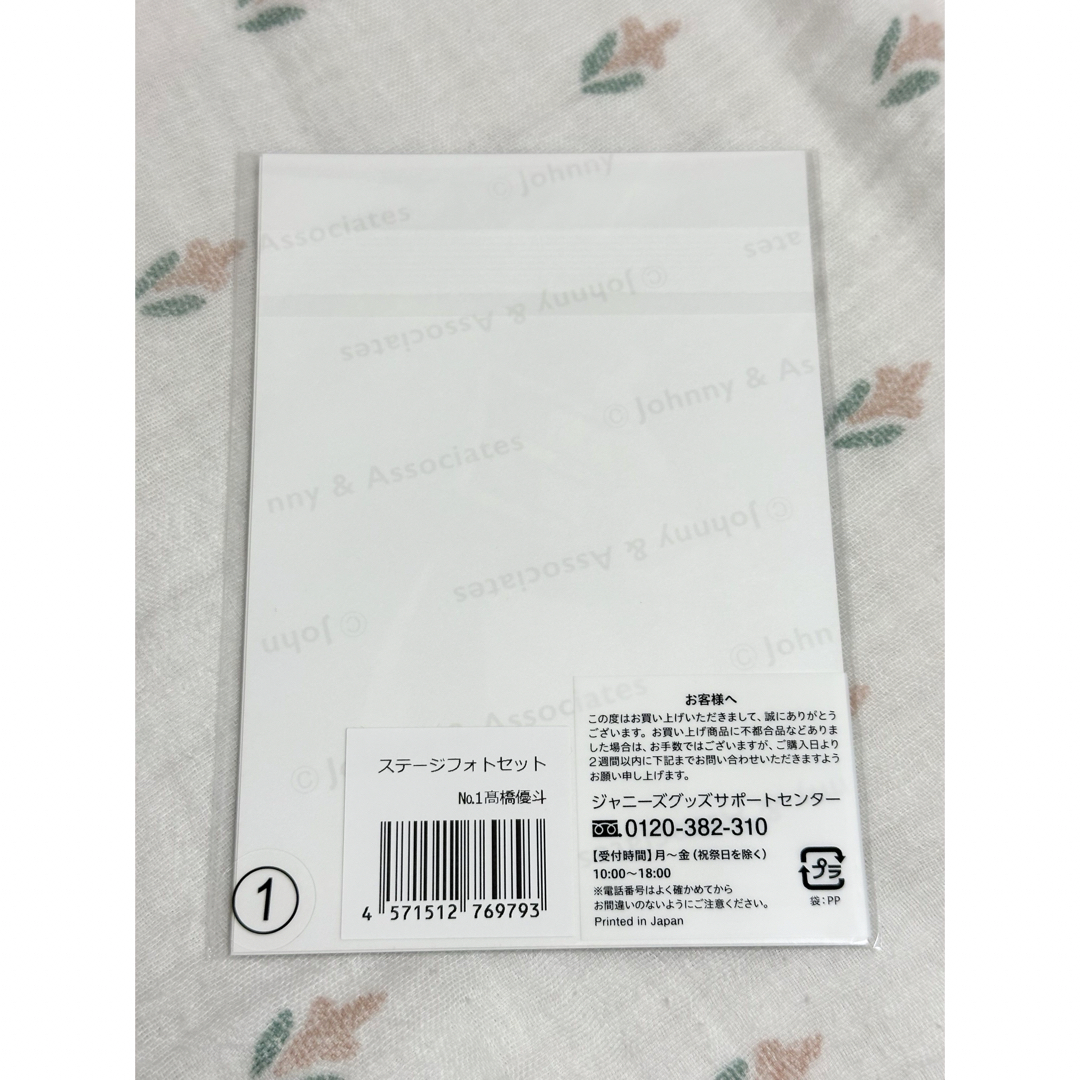 © Johnny
Associates
ates
© Johnny & Associates
© Johnny & As
nny & Associates
© Johnny & Associates
© John
© John
& Associates
© J
お客様へ
この度はお買い上げいただきまして、誠にありがとう
ございます。お買い上げ商品に不都合品などありま
した場合は、お手数ではございますが、ご購入日より
2週間以内に下記までお問い合わせいただきますよう
お願い申し上げます。
ジャニーズグッズサポートセンター
0120-382-310
【受付時間】月〜金（祝祭日を除く）
10:00〜18:00
※電話番号はよく確かめてから
お間違いのないようにご注意ください。
Printed in Japan
プラ
袋：PP
ステージフォトセット
№1髙橋優斗
4 571512 769793
1